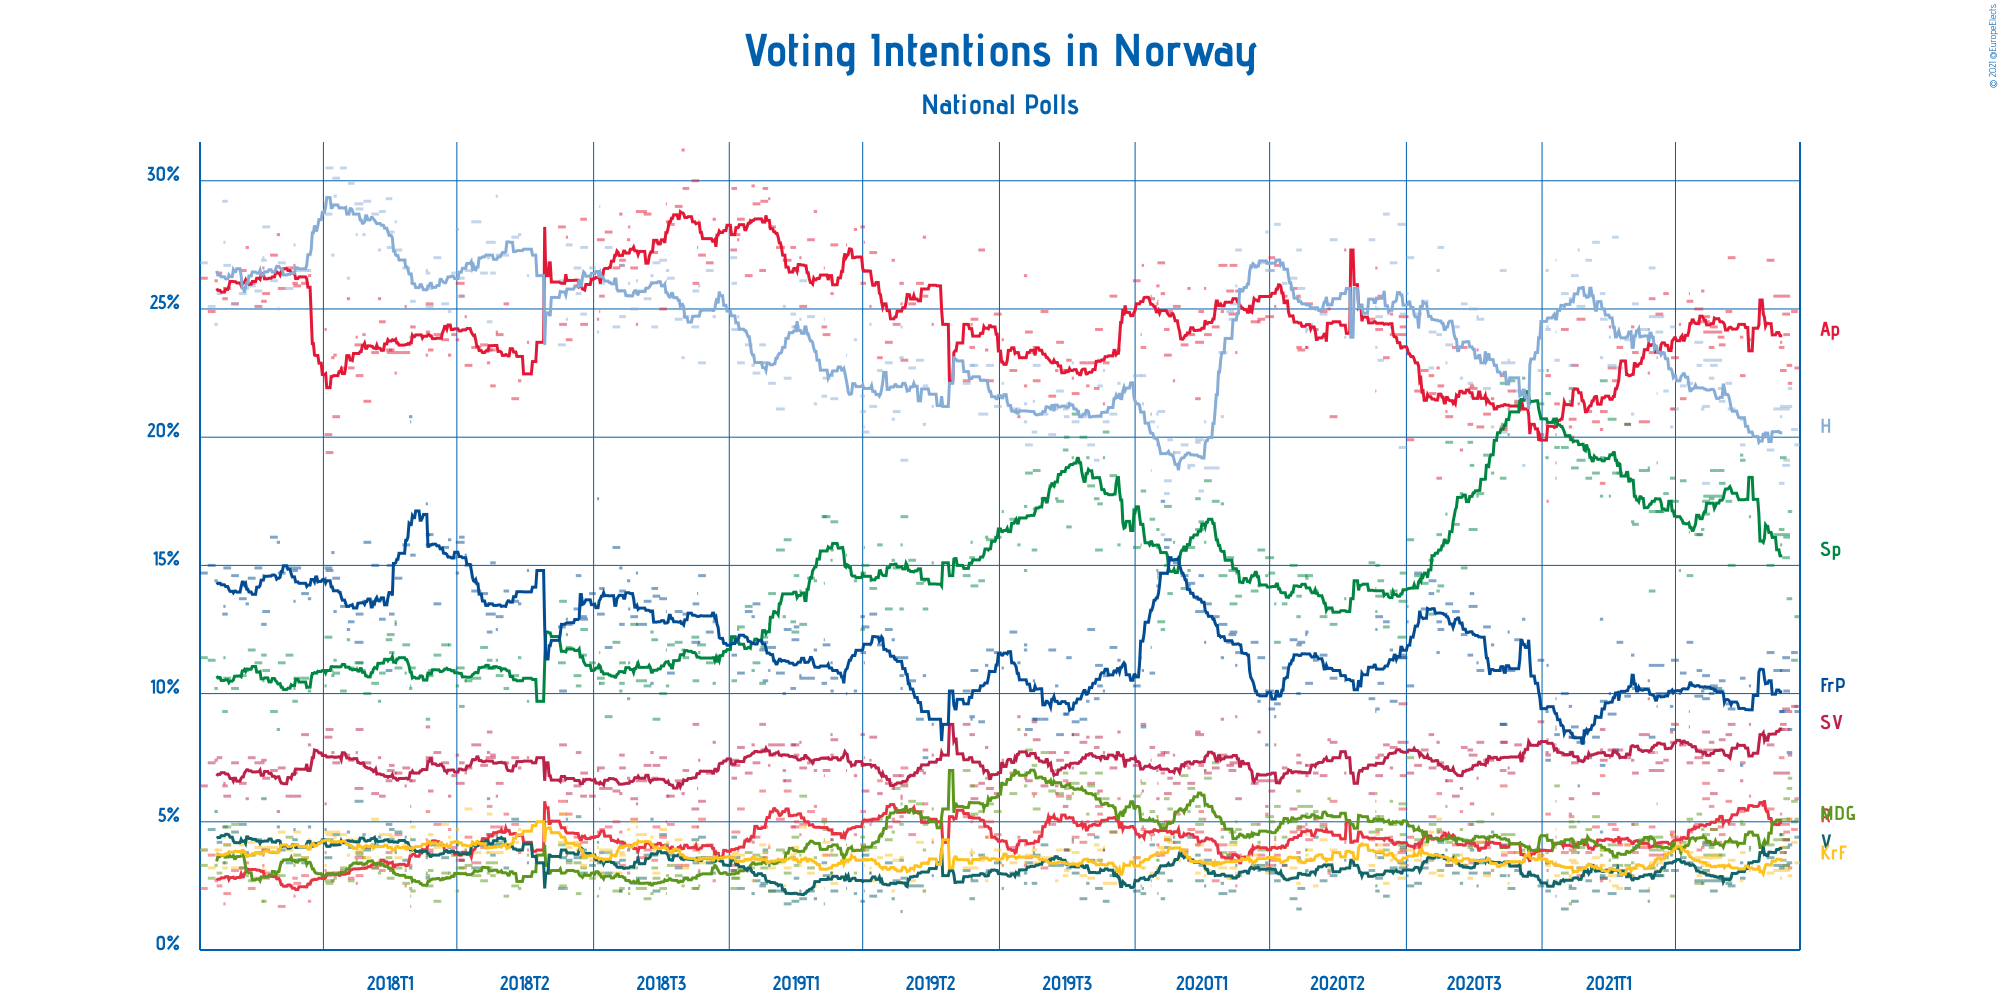 © 2021 @EuropeElects
Voting Intentions in Norway
National Polls
30%
25%
20%
15%
10%
5%
0%
Ap
H
Sp
FrP
SV
MDG
V
KrF
2018T1 2018T2 2018T3 2019T1 2019T2 2019T3 2020T1 2020T2 2020T3 2021T1